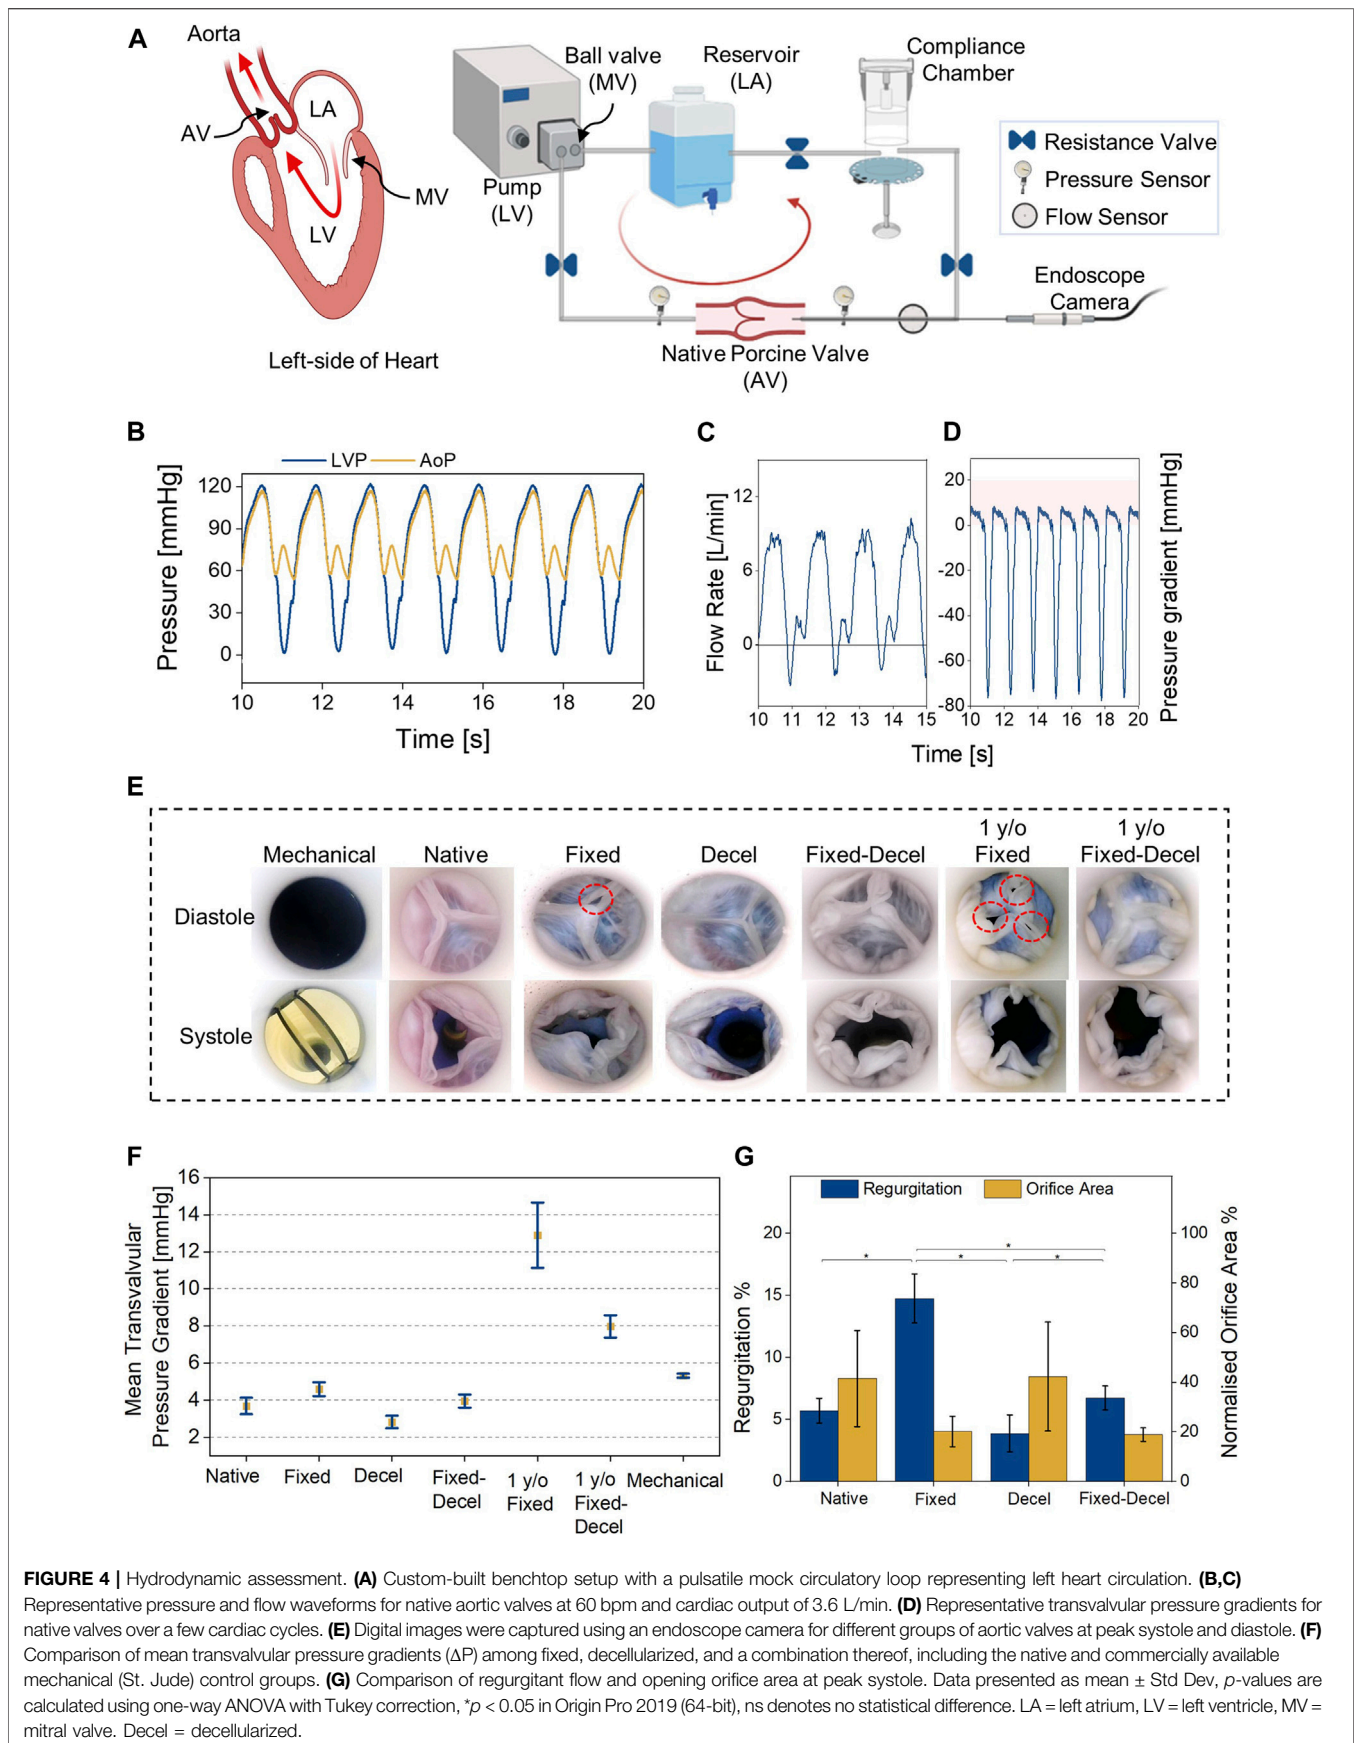 A
Aorta
LA
AV
MV
LV
Left-side of Heart
Ball valve
(MV)
Reservoir
(LA)
Compliance
Chamber
Pump
(LV)
Resistance Valve
Pressure Sensor
Flow Sensor
Endoscope
Camera
Native Porcine Valve
(AV)
B
LVP
AoP
Pressure [mmHg]
120
90
60
30
0
10
12
14
16
18
20
Time [s]
C
Flow Rate [L/min]
12
6
0
10
11
12
13
14
15
D
20
0
-20
-40
-60
-80
10
12
14
16
18
20
Pressure gradient [mmHg]
Time [s]
E
Mechanical
Native
Fixed
Decel
Fixed-Decel
1 y/o
Fixed
1 y/o
Fixed-Decel
Diastole
Systole
F
Mean Transvalvular
Pressure Gradient [mmHg]
16
14
12
10
8
6
4
2
Native
Fixed
Decel
Fixed-
Decel
1 y/o
Fixed
1 y/o
Fixed-
Decel
Mechanical
G
Regurgitation
Orifice Area
Regurgitation %
20
15
10
5
0
* * * *
100
80
60
40
20
0
Normalised Orifice Area %
Native
Fixed
Decel
Fixed-Decel
FIGURE 4 | Hydrodynamic assessment. (A) Custom-built benchtop setup with a pulsatile mock circulatory loop representing left heart circulation. (B,C)
Representative pressure and flow waveforms for native aortic valves at 60 bpm and cardiac output of 3.6 L/min. (D) Representative transvalvular pressure gradients for
native valves over a few cardiac cycles. (E) Digital images were captured using an endoscope camera for different groups of aortic valves at peak systole and diastole. (F)
Comparison of mean transvalvular pressure gradients (ΔP) among fixed, decellularized, and a combination thereof, including the native and commercially available
mechanical (St. Jude) control groups. (G) Comparison of regurgitant flow and opening orifice area at peak systole. Data presented as mean ± Std Dev, p-values are
calculated using one-way ANOVA with Tukey correction, *p < 0.05 in Origin Pro 2019 (64-bit), ns denotes no statistical difference. LA = left atrium, LV = left ventricle, MV =
mitral valve. Decel = decellularized.